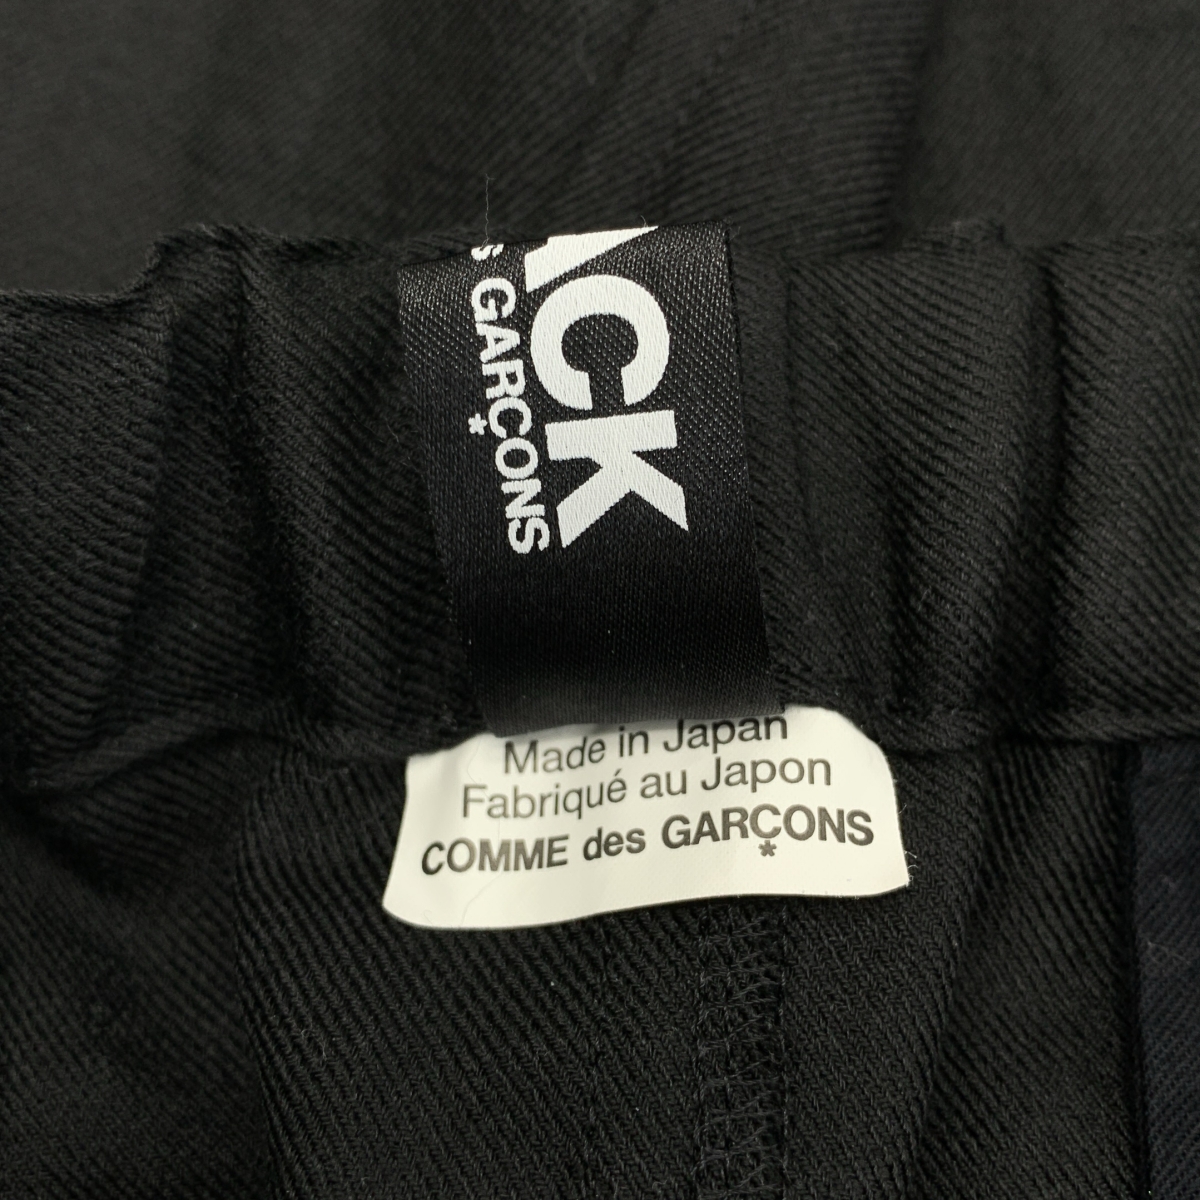 ACK
S GARÇONS
*
Made in Japan
Fabriqué au Japon
COMME des GARÇONS
*